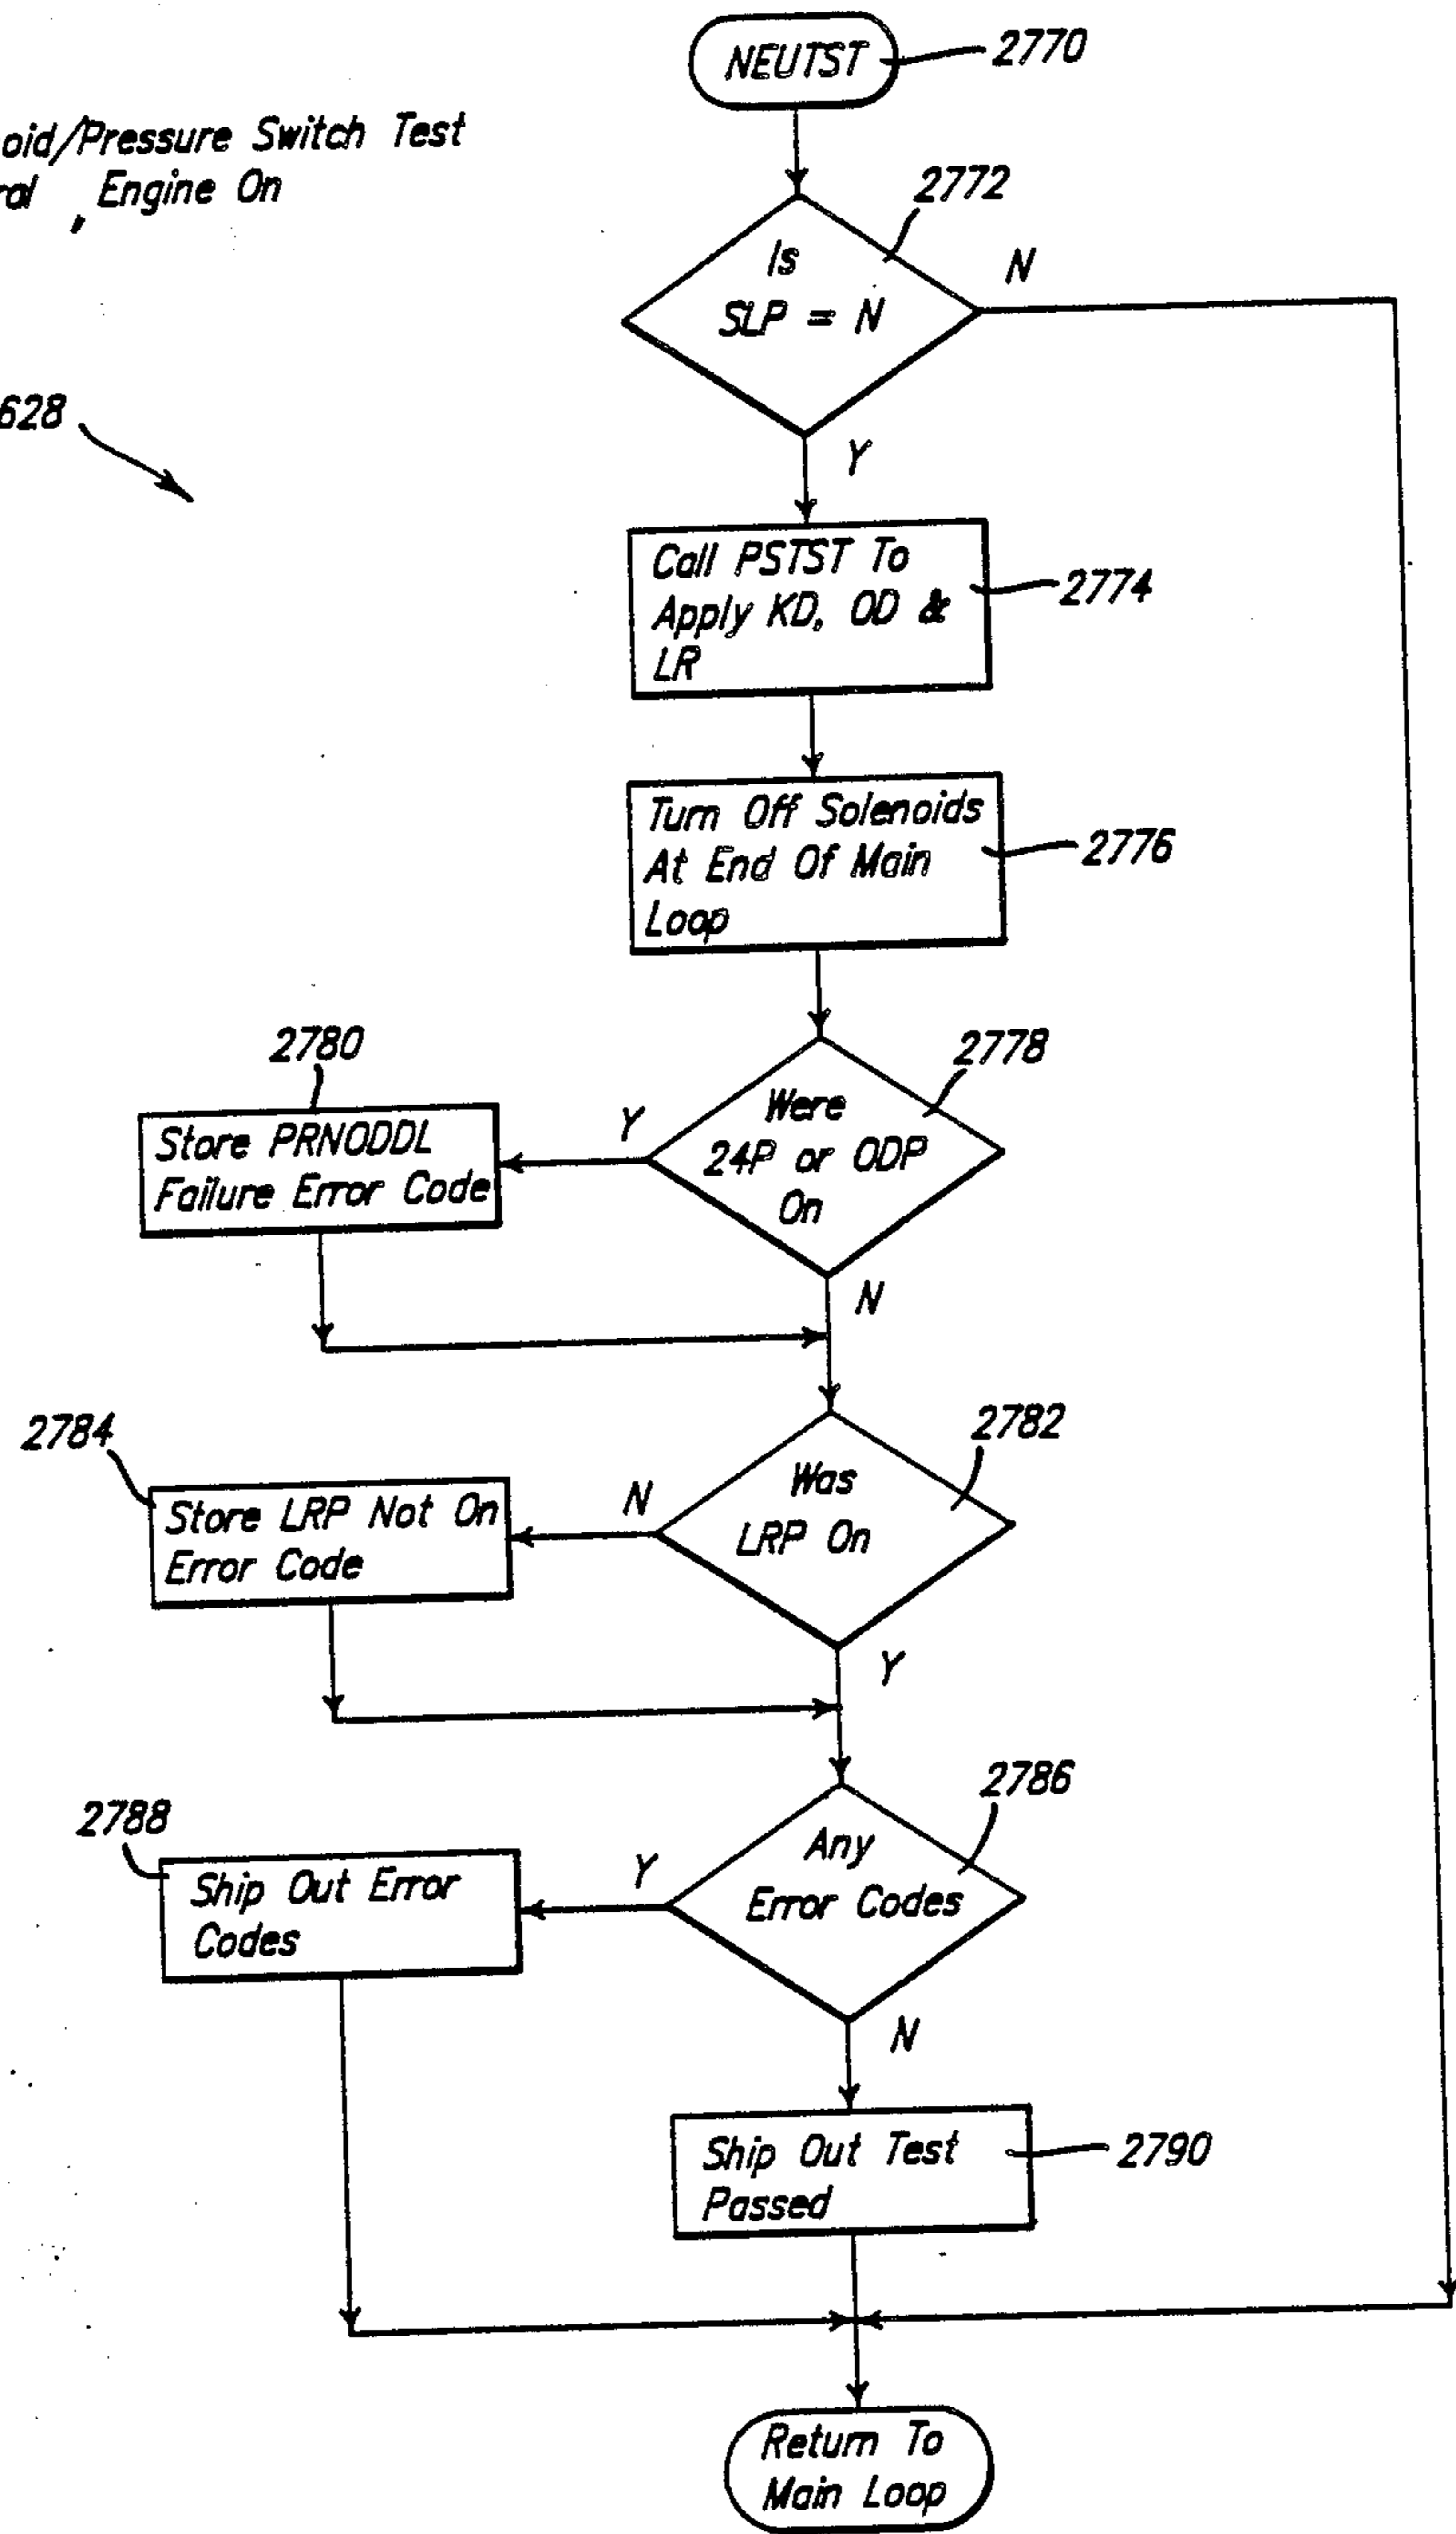 NEUTST
2770
/Pressure Switch Test
, Engine On
2772
Is
SLP = N
N
Y
628
Call PSTST To
Apply KD, OD &
LR
2774
Turn Off Solenoids
At End Of Main
Loop
2776
2780
2778
Store PRNODDL
Failure Error Code
Y
Were
24P or ODP
On
N
2784
2782
Store LRP Not On
Error Code
N
Was
LRP On
Y
2788
2786
Ship Out Error
Codes
Y
Any
Error Codes
N
Ship Out Test
Passed
2790
Return To
Main Loop